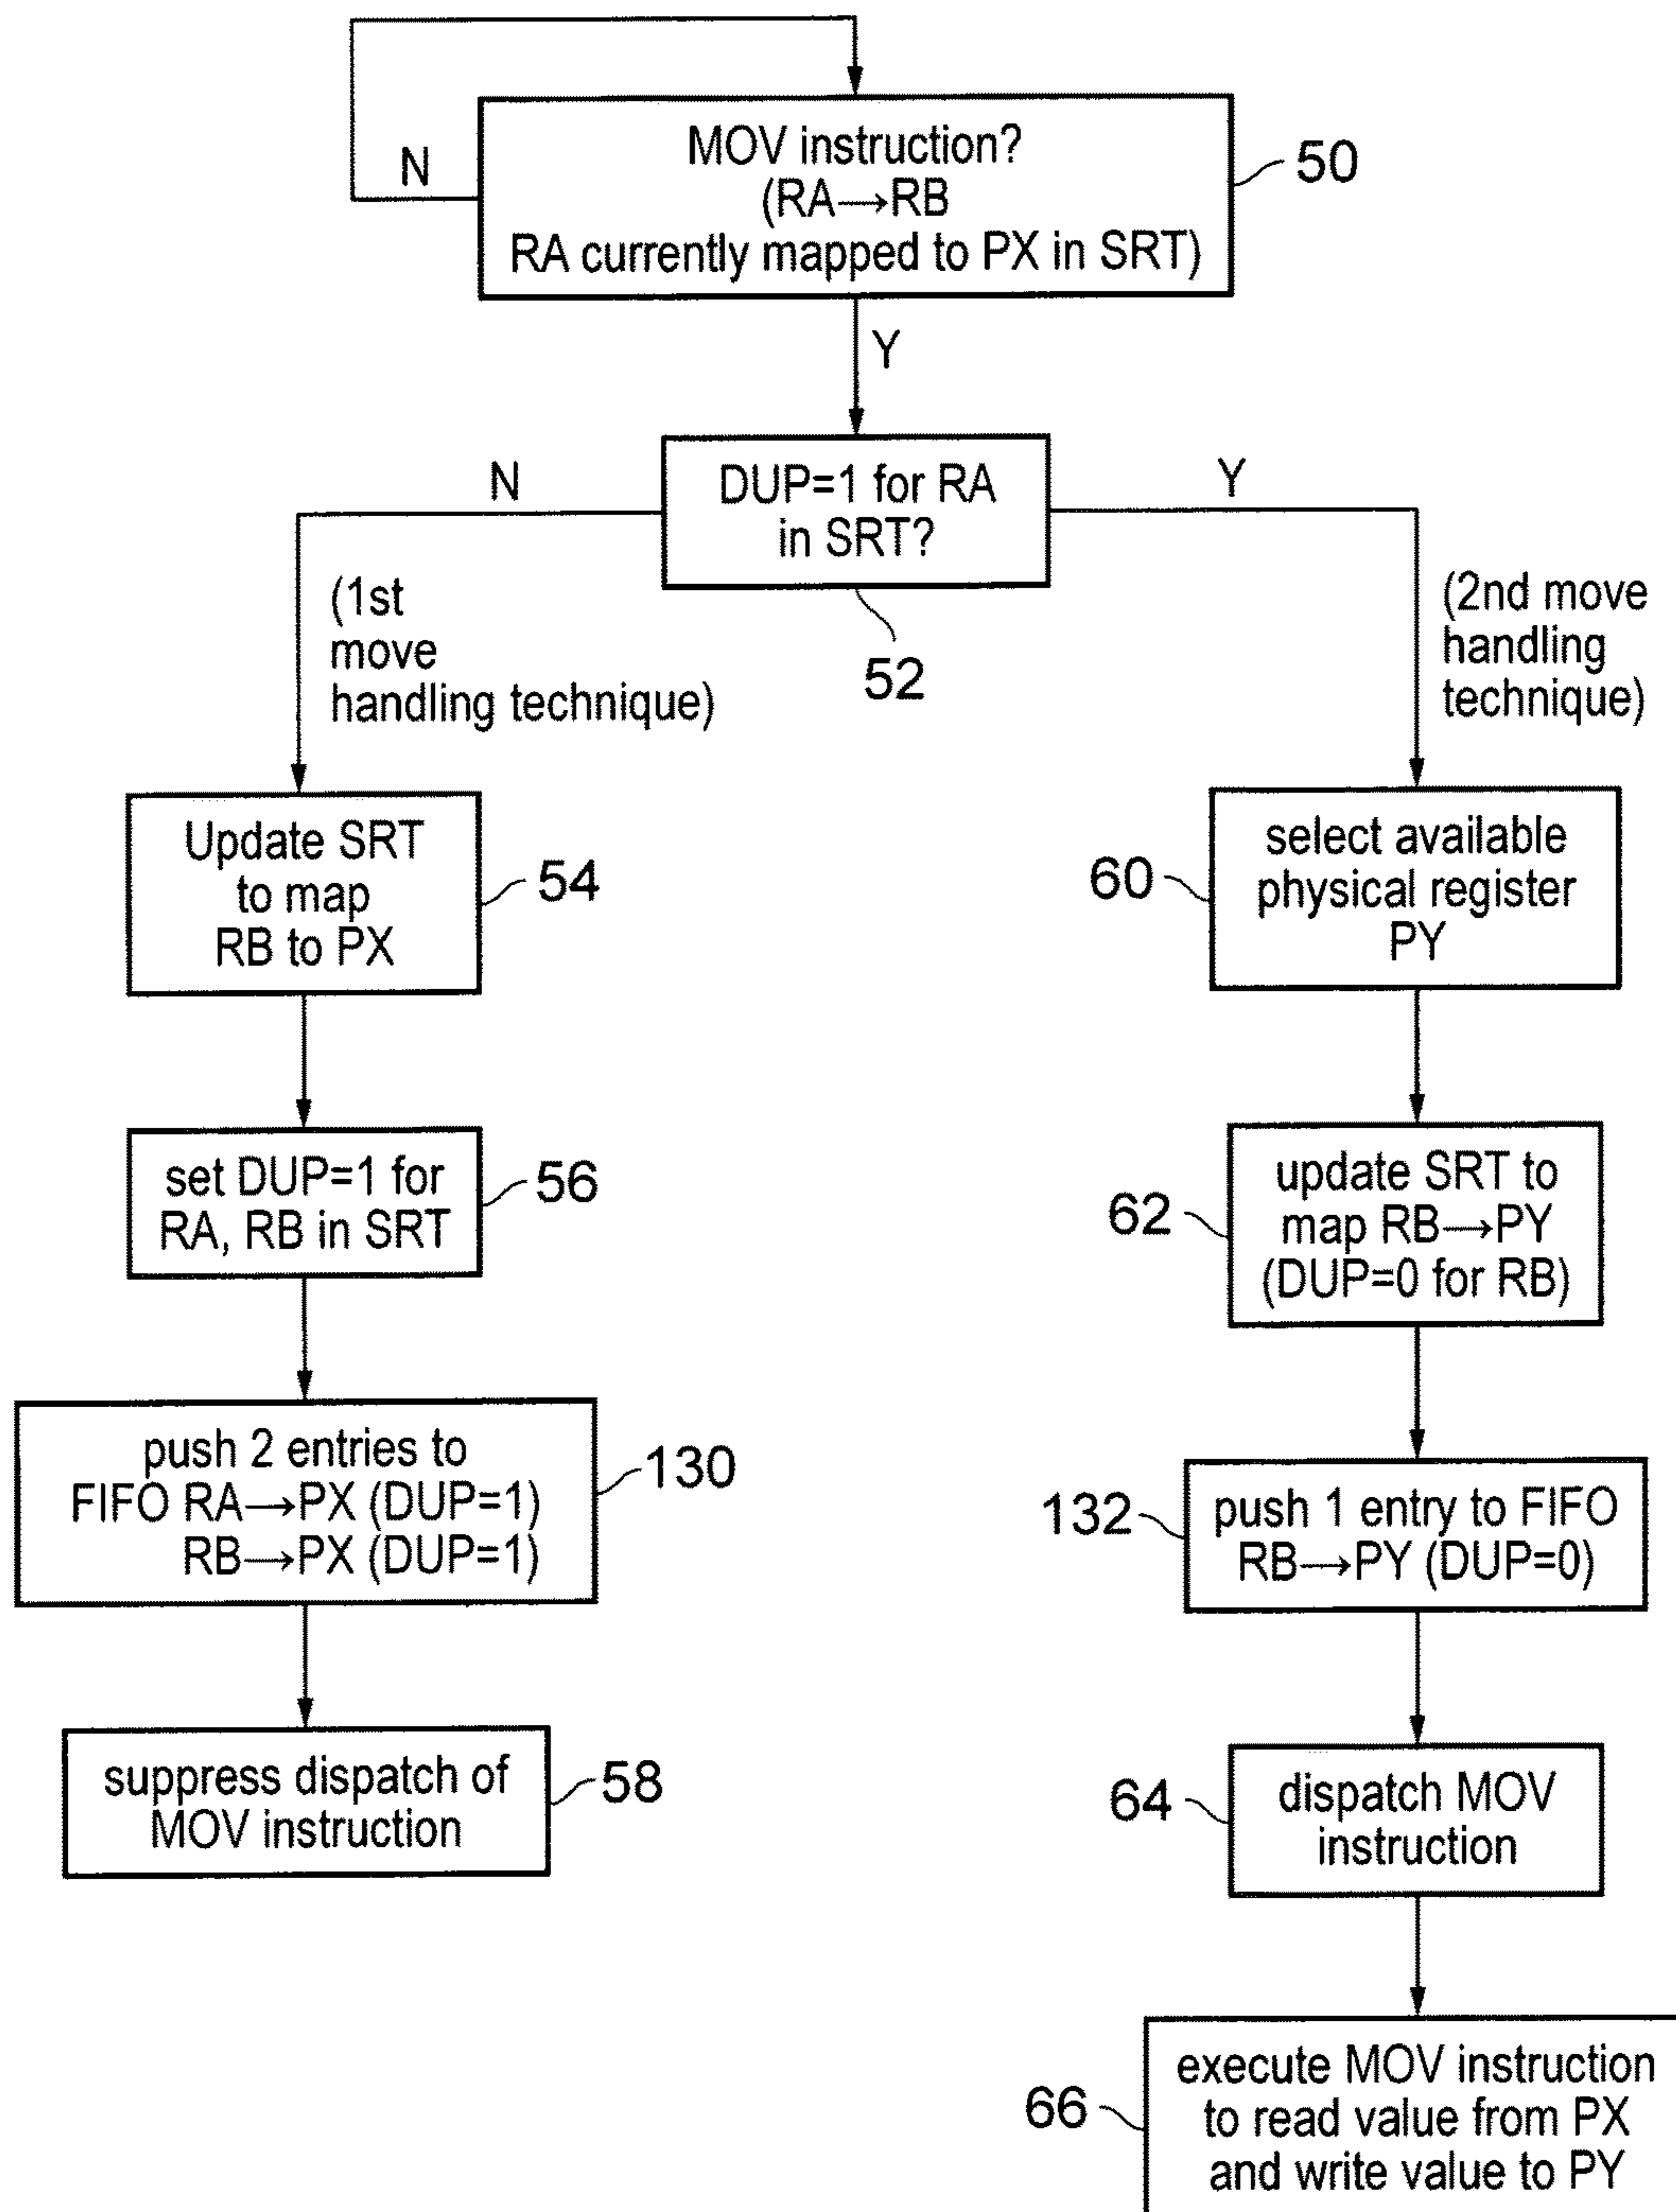 N
MOV instruction?
(RA→RB
RA currently mapped to PX in SRT)
50
Y
N
DUP=1 for RA
in SRT?
Y
52
(1st
move
handling technique)
(2nd move
handling
technique)
Update SRT
to map
RB to PX
54
60
select available
physical register
PY
set DUP=1 for
RA, RB in SRT
56
62
update SRT to
map RB→PY
(DUP=0 for RB)
push 2 entries to
FIFO RA→PX (DUP=1)
RB→PX (DUP=1)
130
132
push 1 entry to FIFO
RB→PY (DUP=0)
suppress dispatch of
MOV instruction
58
64
dispatch MOV
instruction
66
execute MOV instruction
to read value from PX
and write value to PY